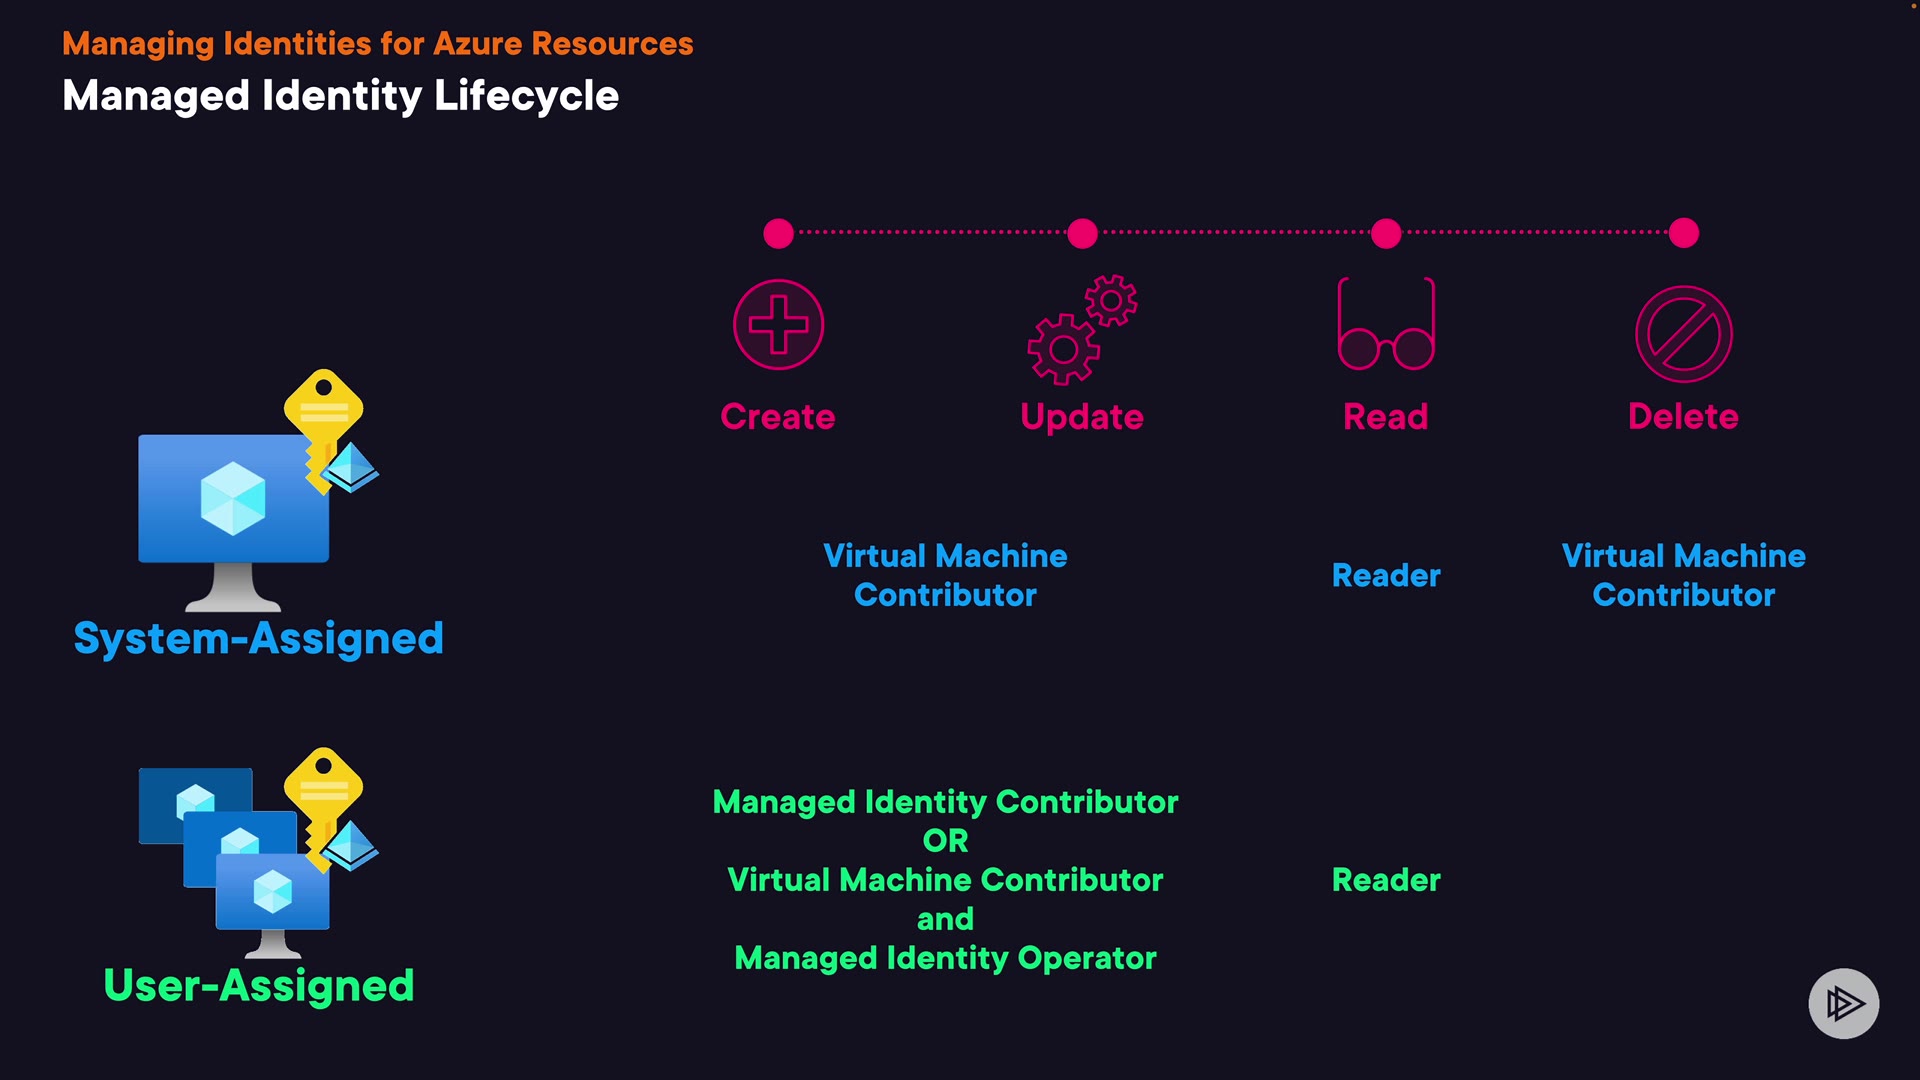 Managing Identities for Azure Resources
Managed Identity Lifecycle
Create
Update
Read
Delete
Virtual Machine
Contributor
Reader
Virtual Machine
Contributor
System-Assigned
Managed Identity Contributor
OR
Virtual Machine Contributor
and
Managed Identity Operator
Reader
User-Assigned